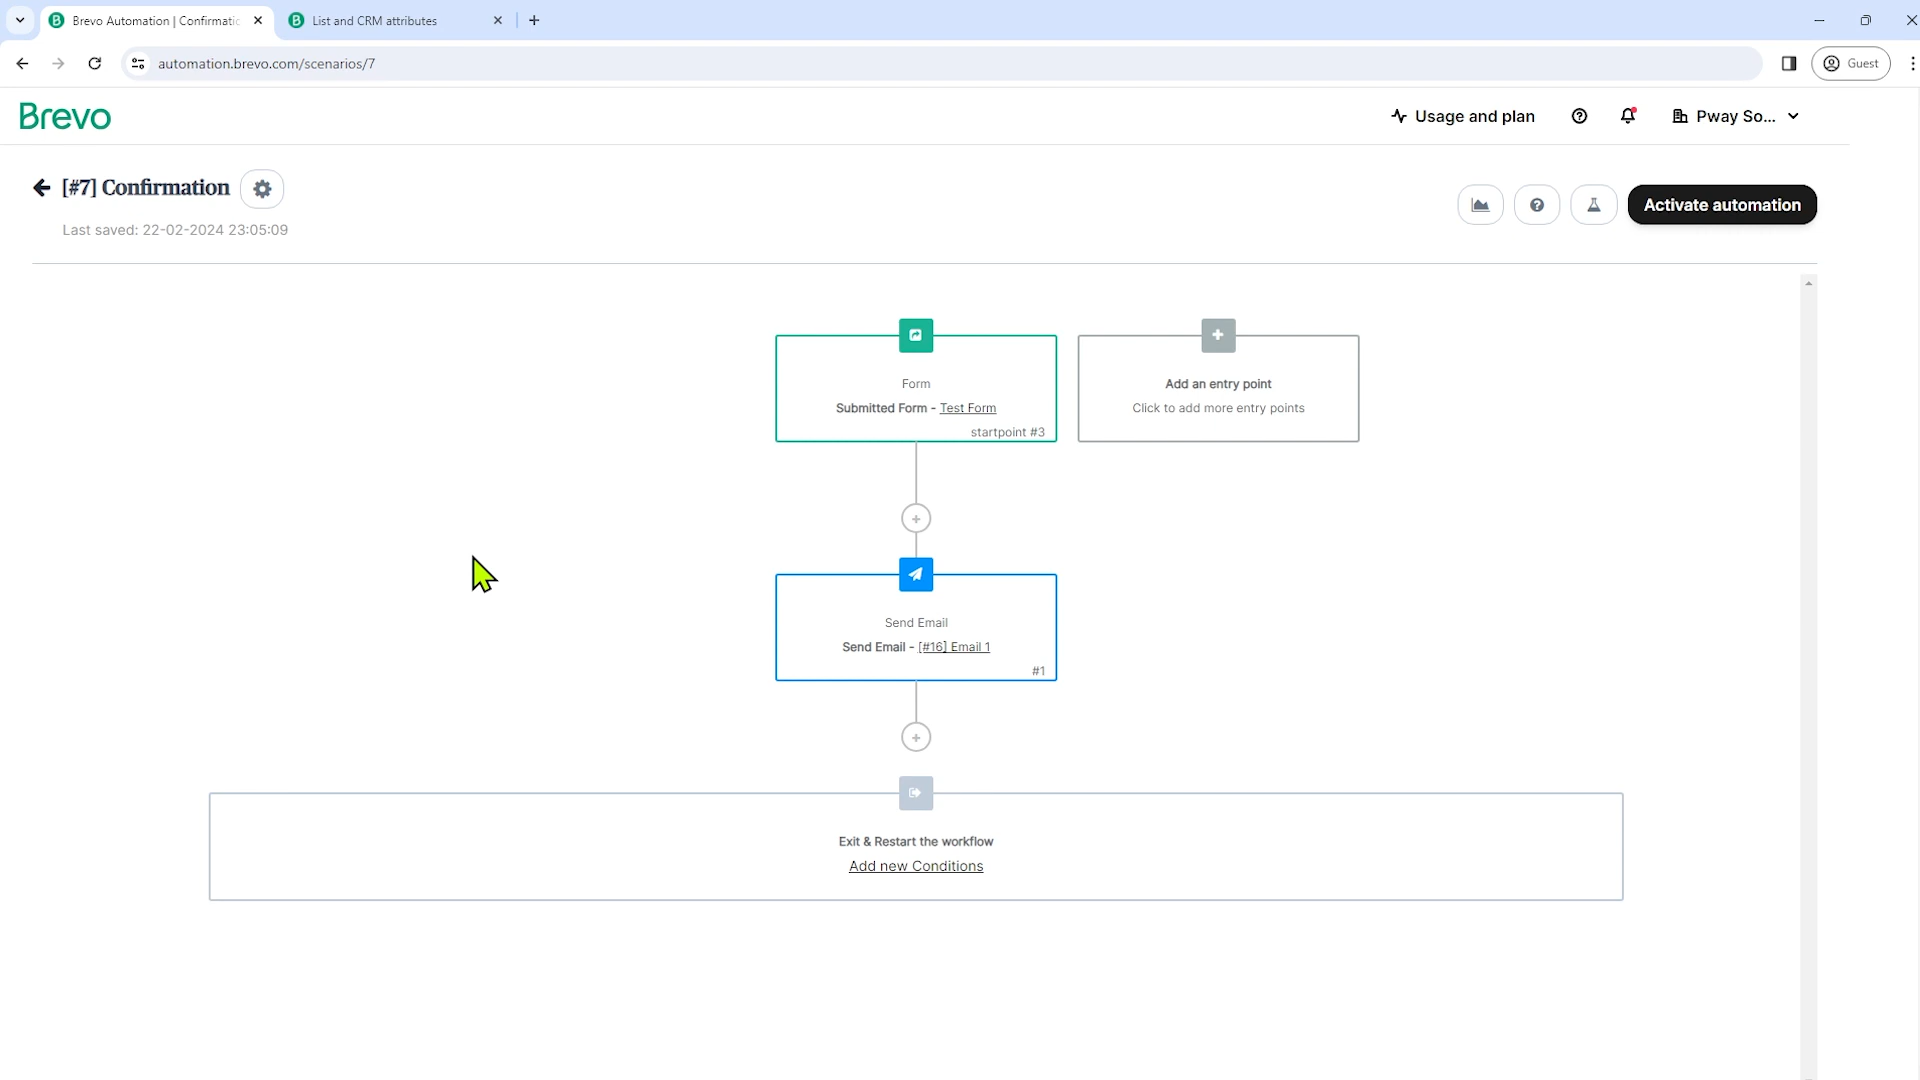 Brevo Automation | Confirmatic
List and CRM attributes
automation.brevo.com/scenarios/7
Guest
Brevo
Usage and plan
Pway So...
[#7] Confirmation
Last saved: 22-02-2024 23:05:09
Activate automation
Form
Submitted Form - Test Form
startpoint #3
Add an entry point
Click to add more entry points
Send Email
Send Email - [#16] Email 1
#1
Exit & Restart the workflow
Add new Conditions